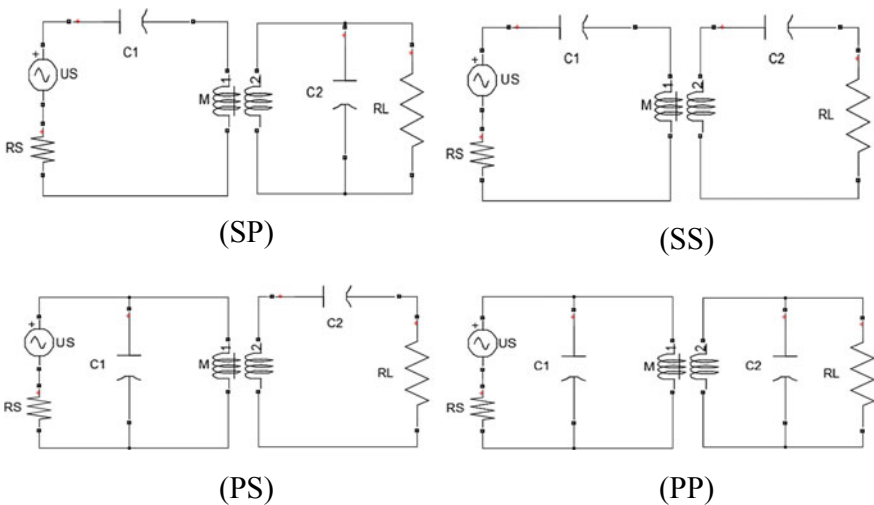 + US RS C1 M 1 2 C2 RL
(SP)
+ US RS C1 M 1 2 C2 RL
(SS)
+ US RS C1 M 1 2 C2 RL
(PS)
+ US RS C1 M 1 2 C2 RL
(PP)